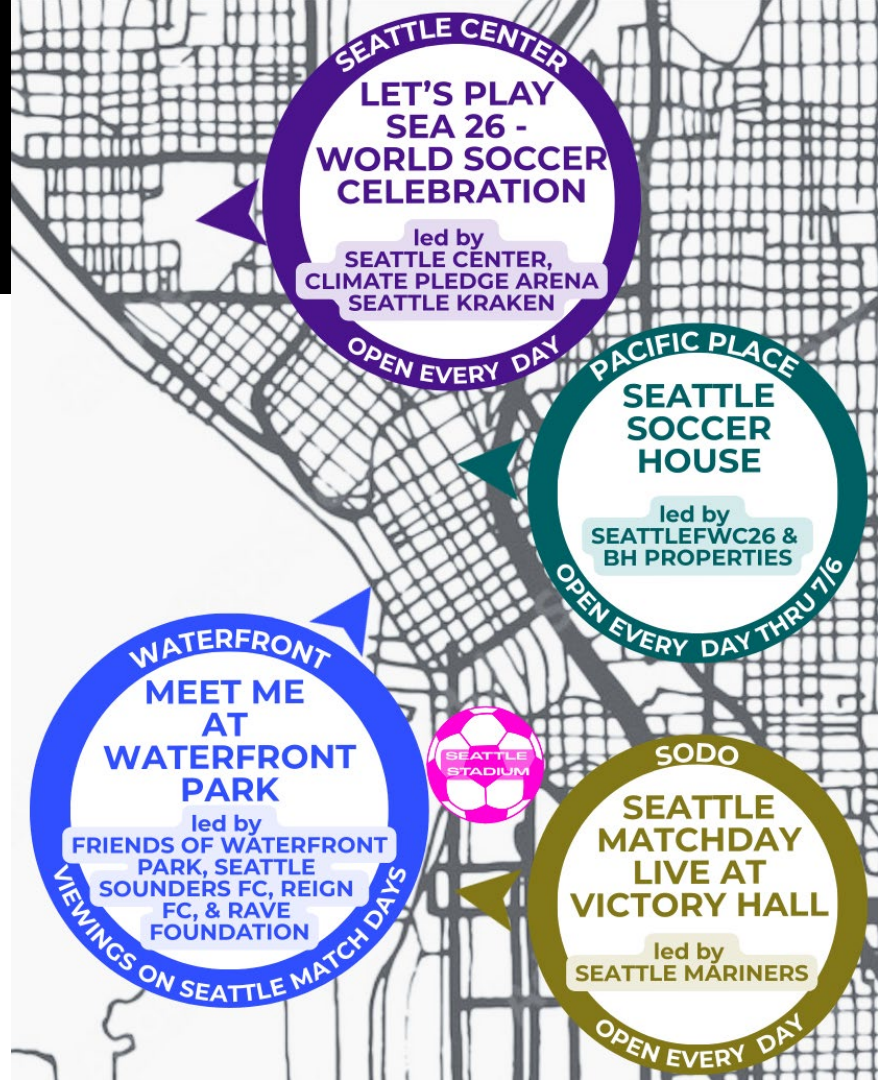 SEATTLE CENTER
LET'S PLAY
SEA 26 -
WORLD SOCCER
CELEBRATION
led by
SEATTLE CENTER,
CLIMATE PLEDGE ARENA
SEATTLE KRAKEN
OPEN EVERY DAY
PACIFIC PLACE
SEATTLE
SOCCER
HOUSE
led by
SEATTLEFWC26 &
BH PROPERTIES
OPEN EVERY DAY THRU 7/6
WATERFRONT
MEET ME
AT
WATERFRONT
PARK
led by
FRIENDS OF WATERFRONT
PARK, SEATTLE
SOUNDERS FC, REIGN
FC, & RAVE
FOUNDATION
VIEWINGS ON SEATTLE MATCH DAYS
SEATTLE
STADIUM
SODO
SEATTLE
MATCHDAY
LIVE AT
VICTORY HALL
led by
SEATTLE MARINERS
OPEN EVERY DAY